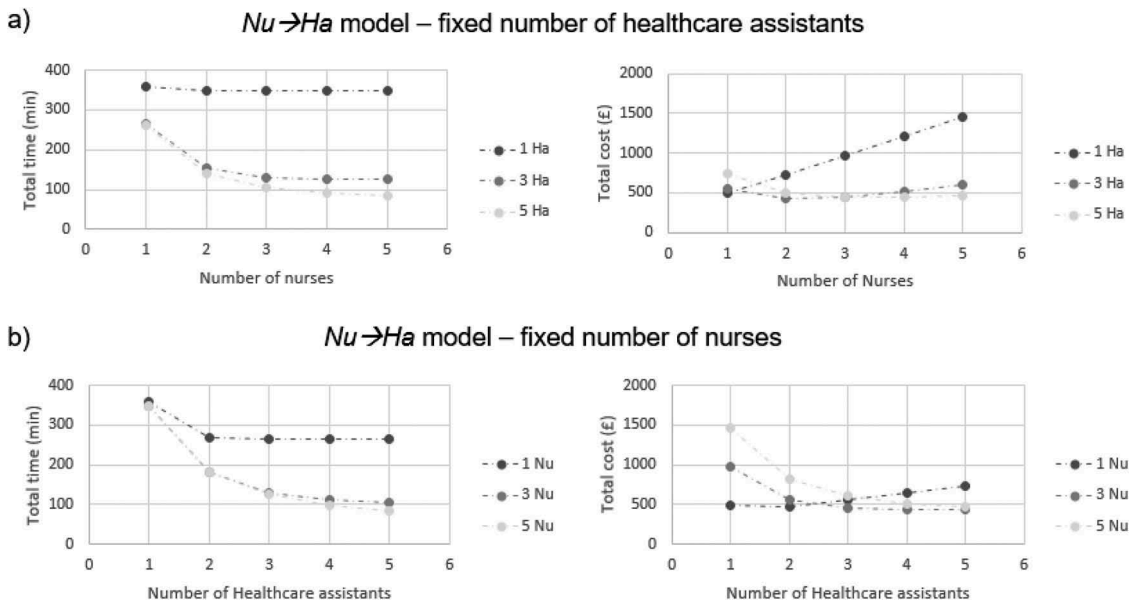 a)
Nu→Ha model – fixed number of healthcare assistants
Total time (min)
400
300
200
100
0
0 1 2 3 4 5 6
Number of nurses
1 Ha
3 Ha
5 Ha
Total cost (£)
2000
1500
1000
500
0
0 1 2 3 4 5 6
Number of Nurses
1 Ha
3 Ha
5 Ha
b)
Nu→Ha model – fixed number of nurses
Total time (min)
400
300
200
100
0
0 1 2 3 4 5 6
Number of Healthcare assistants
1 Nu
3 Nu
5 Nu
Total cost (£)
2000
1500
1000
500
0
0 1 2 3 4 5 6
Number of Healthcare assistants
1 Nu
3 Nu
5 Nu